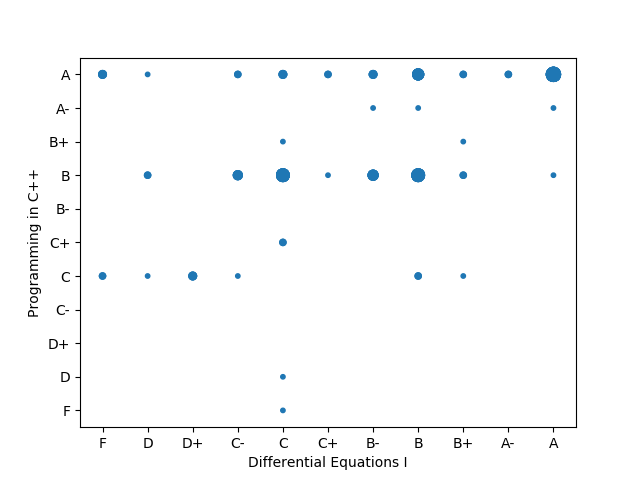 A
A-
B+
B
B-
C+
C
C-
D+
D
F
Programming in C++
F D D+ C- C C+ B- B B+ A- A
Differential Equations I